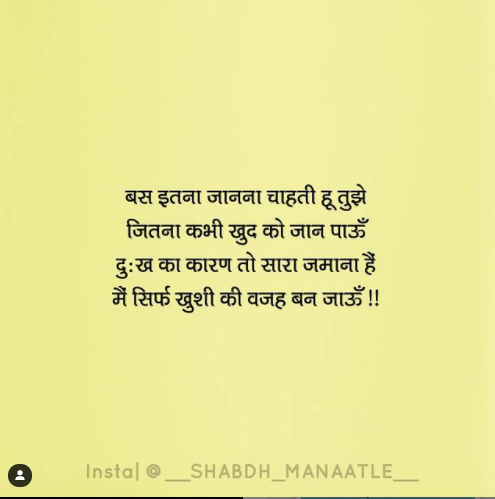 बस इतना जानना चाहती हू तुझे
जितना कभी खुद को जान पाऊँ
दुःख का कारण तो सारा जमाना हैं
मैं सिर्फ खुशी की वजह बन जाऊँ !!
Insta| @ __SHABDH_MANAATLE__